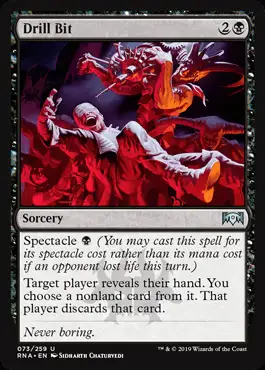 Drill Bit 2
Sorcery
Spectacle (You may cast this spell for
its spectacle cost rather than its mana cost
if an opponent lost life this turn.)
Target player reveals their hand. You
choose a nonland card from it. That
player discards that card.
Never boring.
073/259 U
RNA • EN SIDHARTH CHATURVEDI
™ & © 2019 Wizards of the Coast